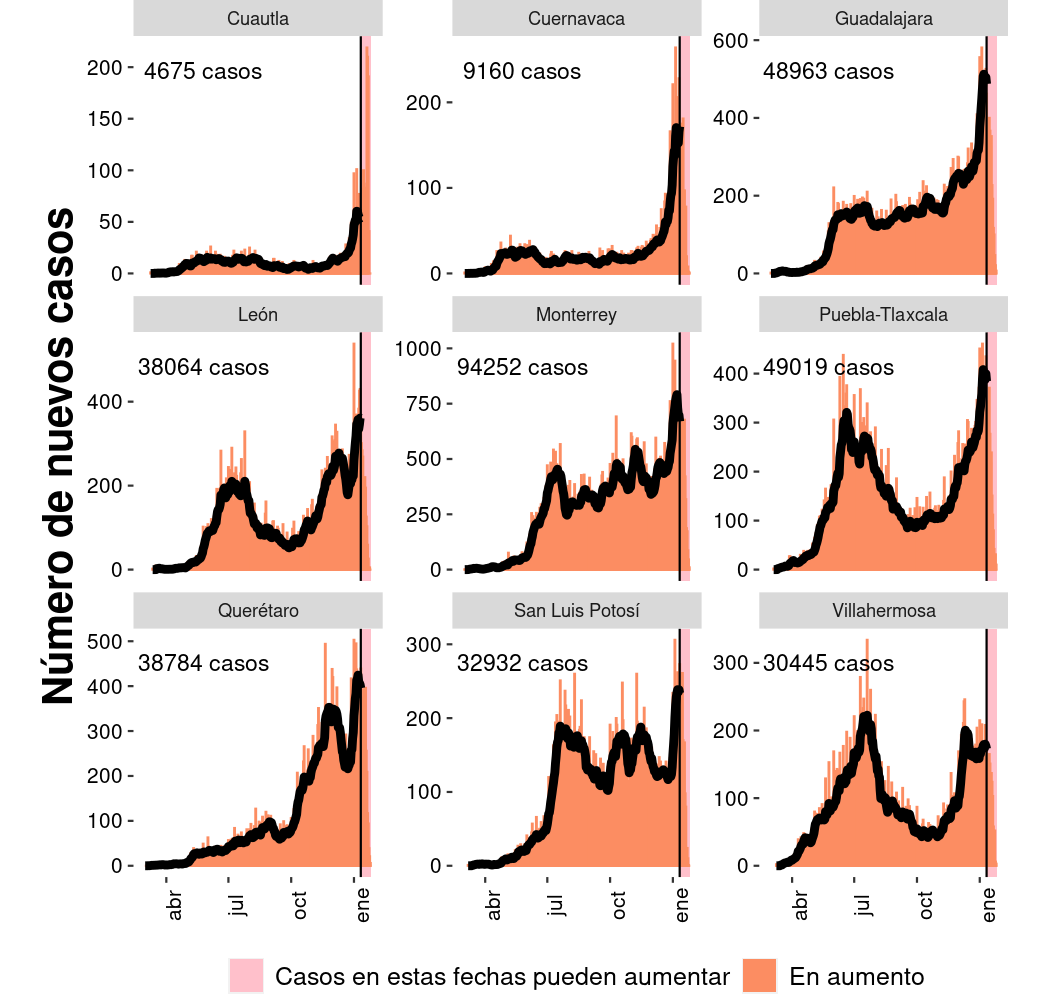 Número de nuevos casos
Cuautla
4675 casos
200
150
100
50
0
Cuernavaca
9160 casos
200
100
0
Guadalajara
48963 casos
600
400
200
0
León
38064 casos
400
200
0
Monterrey
94252 casos
1000
750
500
250
0
Puebla-Tlaxcala
49019 casos
400
300
200
100
0
Querétaro
38784 casos
500
400
300
200
100
0
abr
jul
oct
ene
San Luis Potosí
32932 casos
300
200
100
0
abr
jul
oct
ene
Villahermosa
30445 casos
300
200
100
0
abr
jul
oct
ene
Casos en estas fechas pueden aumentar
En aumento